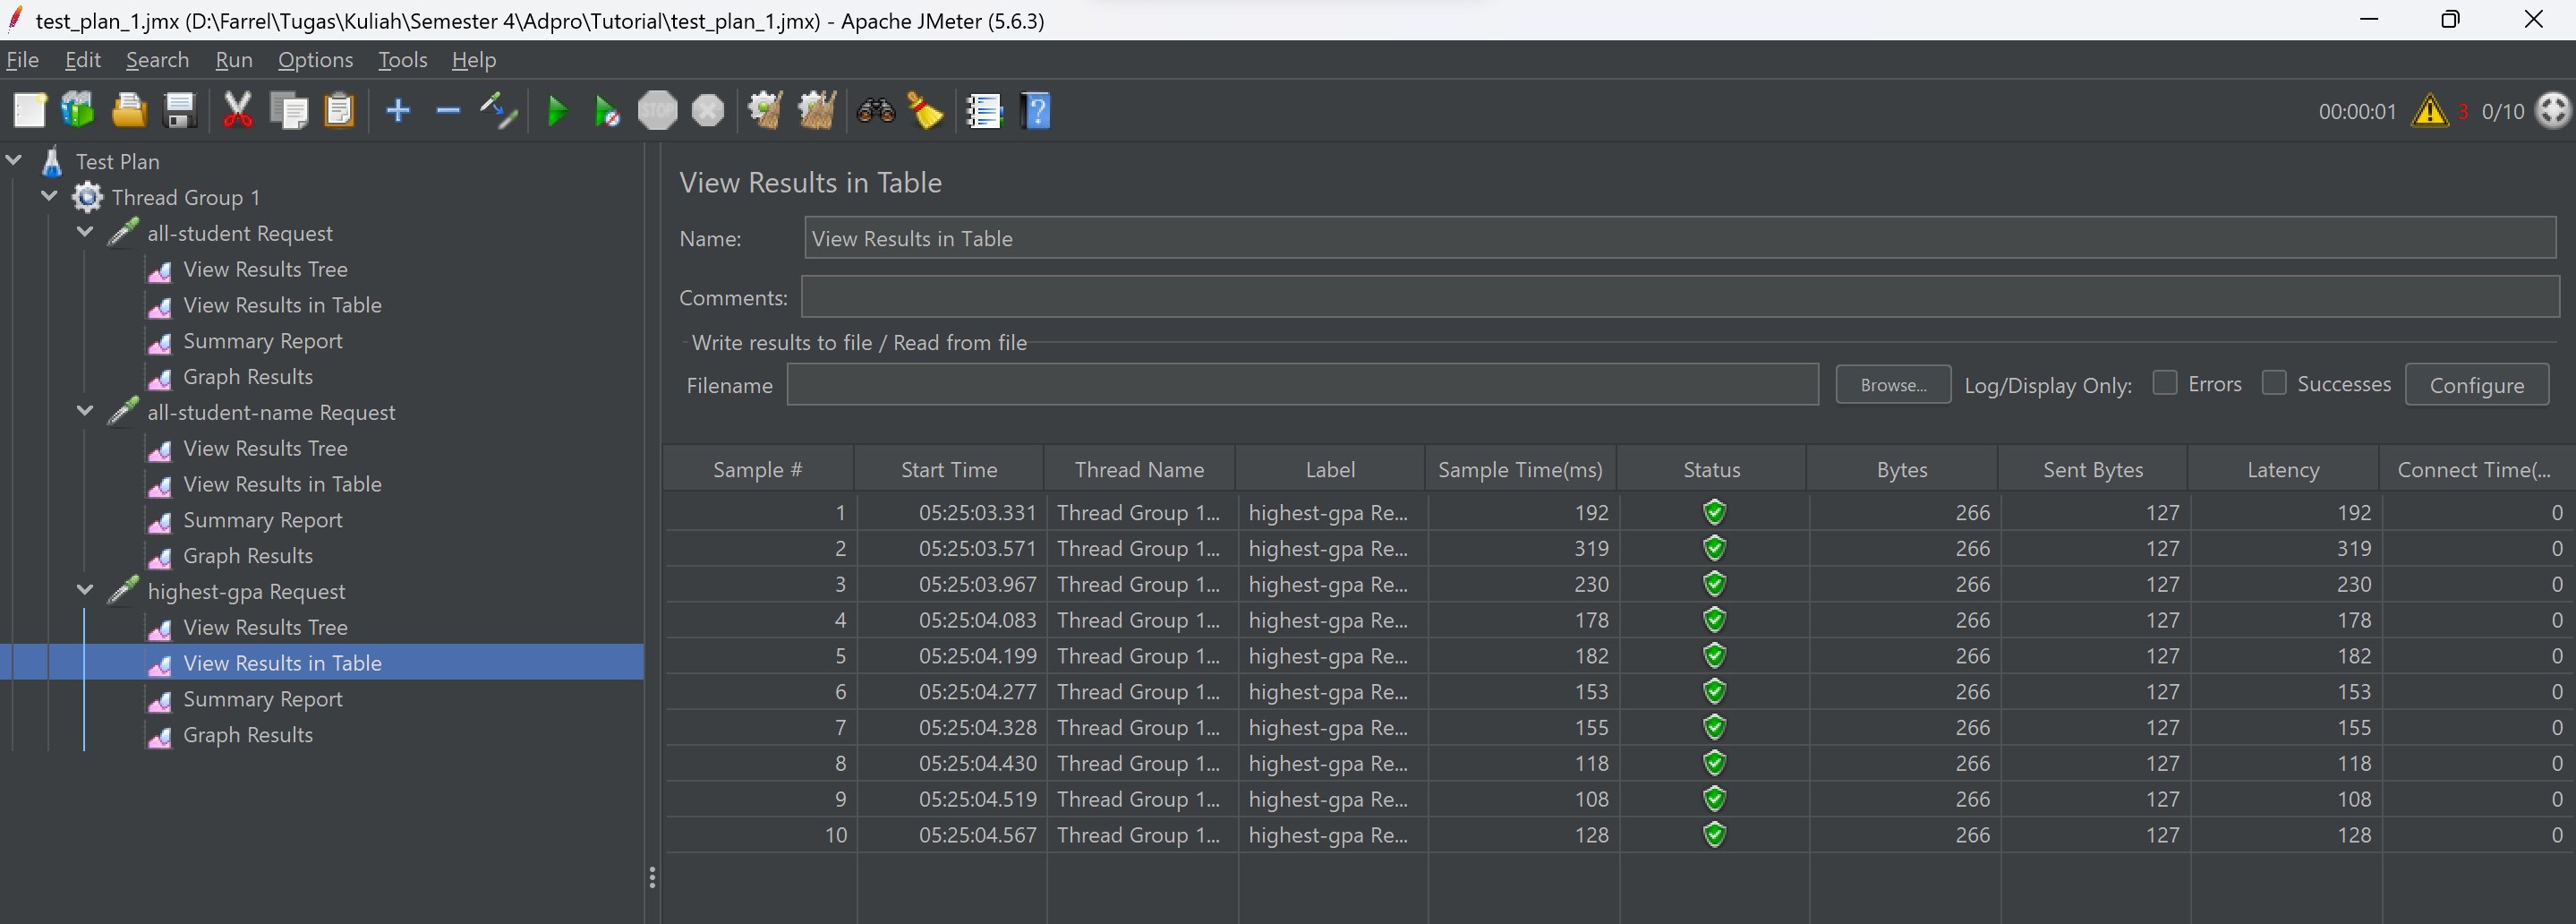 test_plan_1.jmx (D:\Farrel\Tugas\Kuliah\Semester 4\Adpro\Tutorial\test_plan_1.jmx) - Apache JMeter (5.6.3)
File Edit Search Run Options Tools Help
STOP 00:00:01 3 0/10
Test Plan
Thread Group 1
all-student Request
View Results Tree
View Results in Table
Summary Report
Graph Results
all-student-name Request
View Results Tree
View Results in Table
Summary Report
Graph Results
highest-gpa Request
View Results Tree
View Results in Table
Summary Report
Graph Results
View Results in Table
Name: View Results in Table
Comments:
Write results to file / Read from file
Filename Browse... Log/Display Only: Errors Successes Configure
Sample # Start Time Thread Name Label Sample Time(ms) Status Bytes Sent Bytes Latency Connect Time(...
1 05:25:03.331 Thread Group 1... highest-gpa Re... 192 266 127 192 0
2 05:25:03.571 Thread Group 1... highest-gpa Re... 319 266 127 319 0
3 05:25:03.967 Thread Group 1... highest-gpa Re... 230 266 127 230 0
4 05:25:04.083 Thread Group 1... highest-gpa Re... 178 266 127 178 0
5 05:25:04.199 Thread Group 1... highest-gpa Re... 182 266 127 182 0
6 05:25:04.277 Thread Group 1... highest-gpa Re... 153 266 127 153 0
7 05:25:04.328 Thread Group 1... highest-gpa Re... 155 266 127 155 0
8 05:25:04.430 Thread Group 1... highest-gpa Re... 118 266 127 118 0
9 05:25:04.519 Thread Group 1... highest-gpa Re... 108 266 127 108 0
10 05:25:04.567 Thread Group 1... highest-gpa Re... 128 266 127 128 0